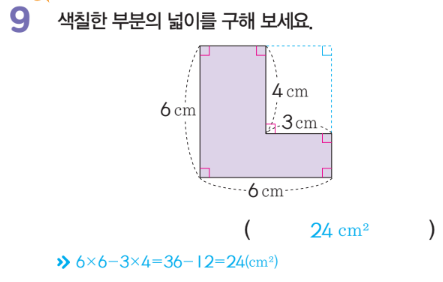 9 색칠한 부분의 넓이를 구해 보세요.
4 cm
6 cm
3 cm
6 cm
( 24 cm² )
» 6×6−3×4=36−12=24(cm²)